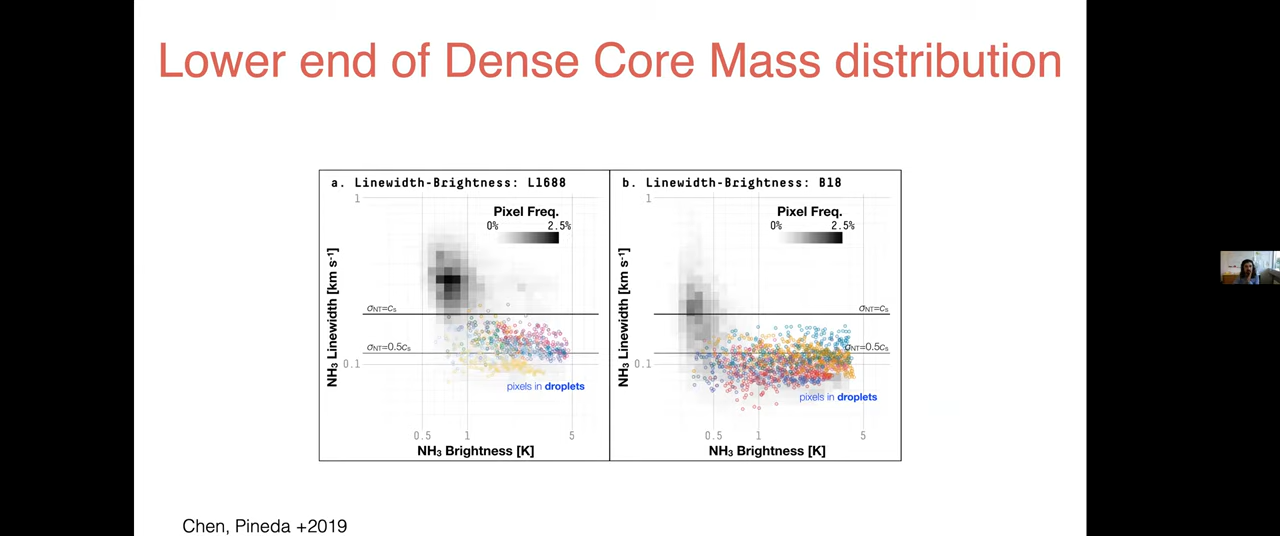 Lower end of Dense Core Mass distribution
a. Linewidth-Brightness: L1688
Pixel Freq.
0% 2.5%
1
NH₃ Linewidth [km s⁻¹]
σNT=cs
σNT=0.5cs
0.1
pixels in droplets
0.5 1 5
NH₃ Brightness [K]
b. Linewidth-Brightness: B18
Pixel Freq.
0% 2.5%
1
NH₃ Linewidth [km s⁻¹]
σNT=cs
σNT=0.5cs
0.1
pixels in droplets
0.5 1 5
NH₃ Brightness [K]
Chen, Pineda +2019